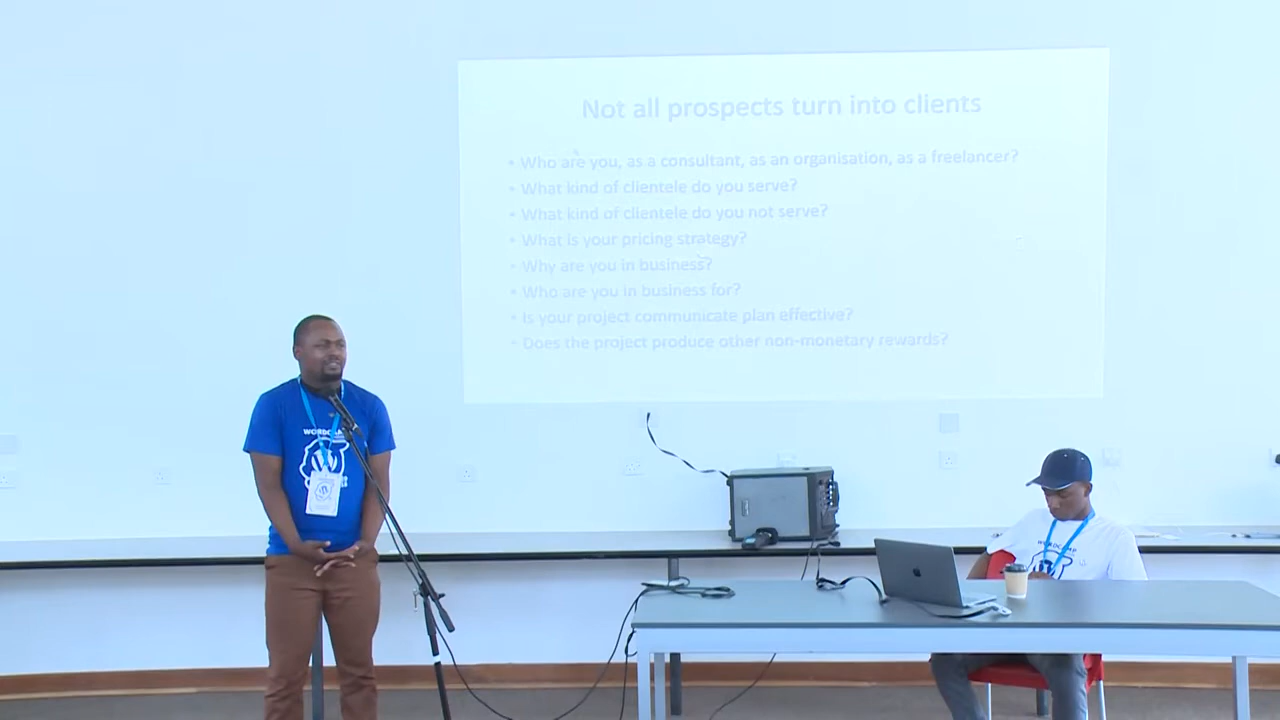 Not all prospects turn into clients
• Who are you, as a consultant, as an organisation, as a freelancer?
• What kind of clientele do you serve?
• What kind of clientele do you not serve?
• What is your pricing strategy?
• Why are you in business?
• Who are you in business for?
• Is your project communicate plan effective?
• Does the project produce other non-monetary rewards?
WORDCAMP
WORDCAMP